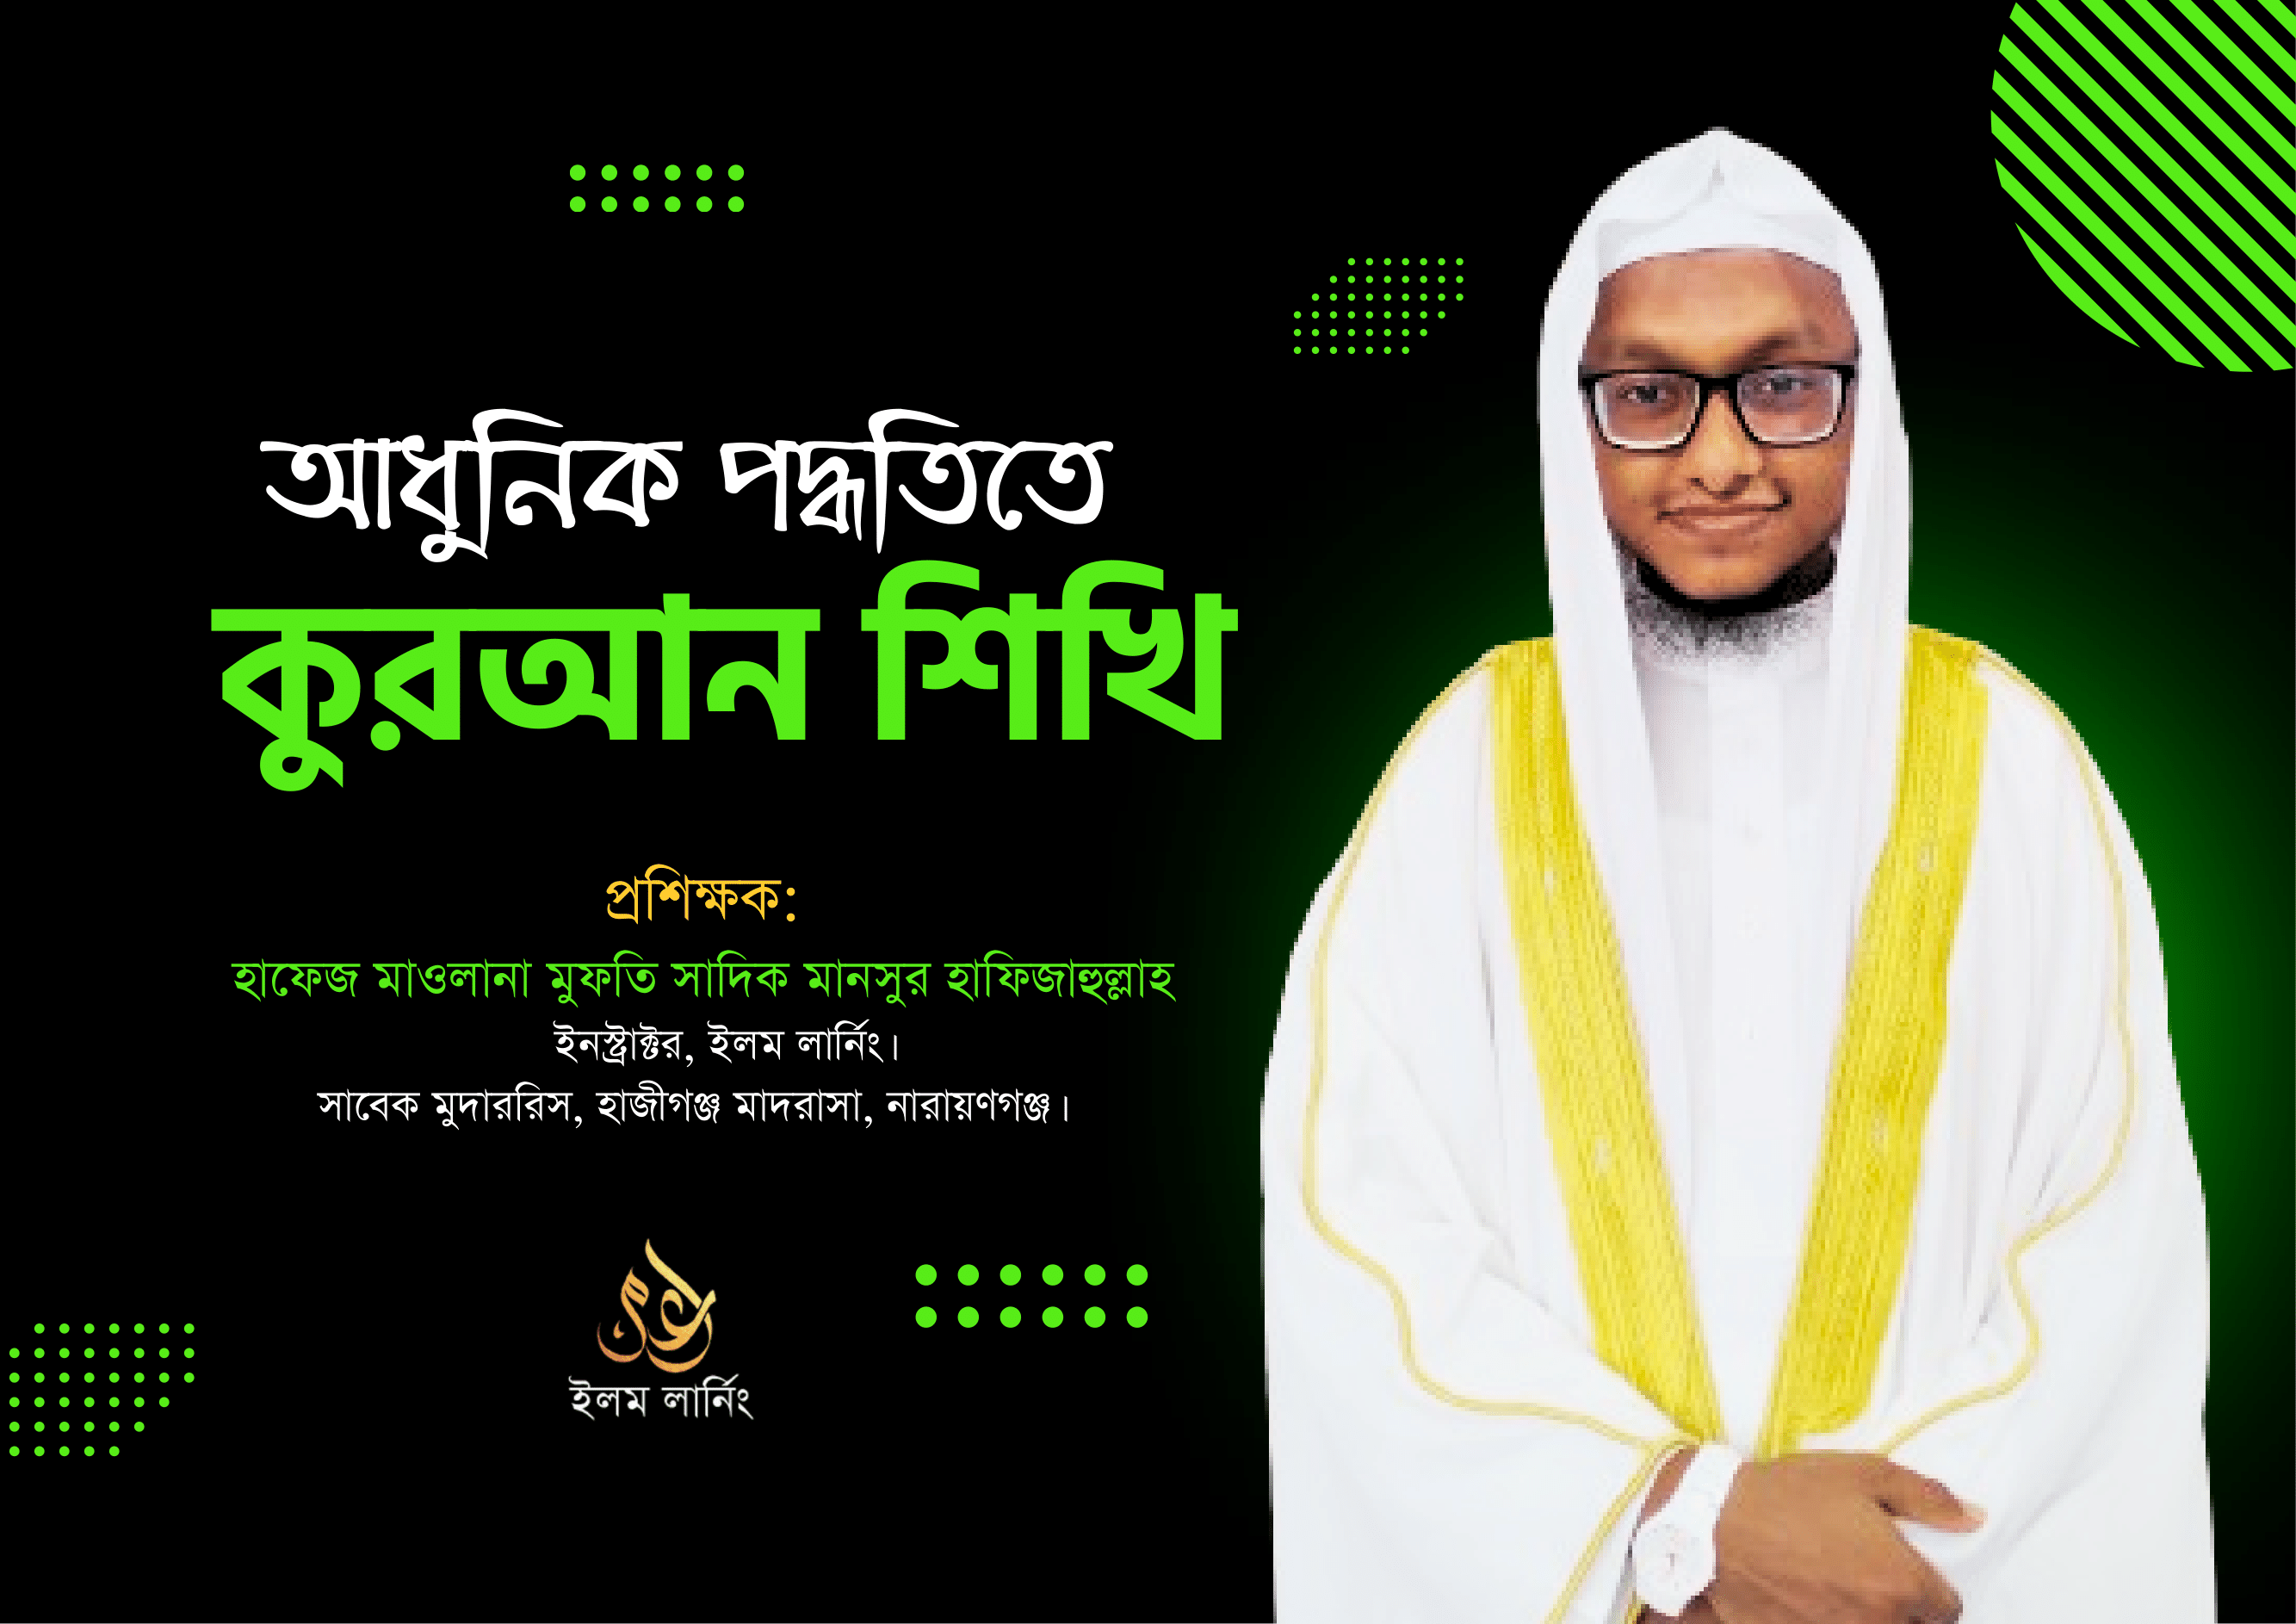 আধুনিক পদ্ধতিতে
কুরআন শিখি
প্রশিক্ষক:
হাফেজ মাওলানা মুফতি সাদিক মানসুর হাফিজাহুল্লাহ
ইনস্ট্রাক্টর, ইলম লার্নিং।
সাবেক মুদাররিস, হাজীগঞ্জ মাদরাসা, নারায়ণগঞ্জ।
ইলম লার্নিং